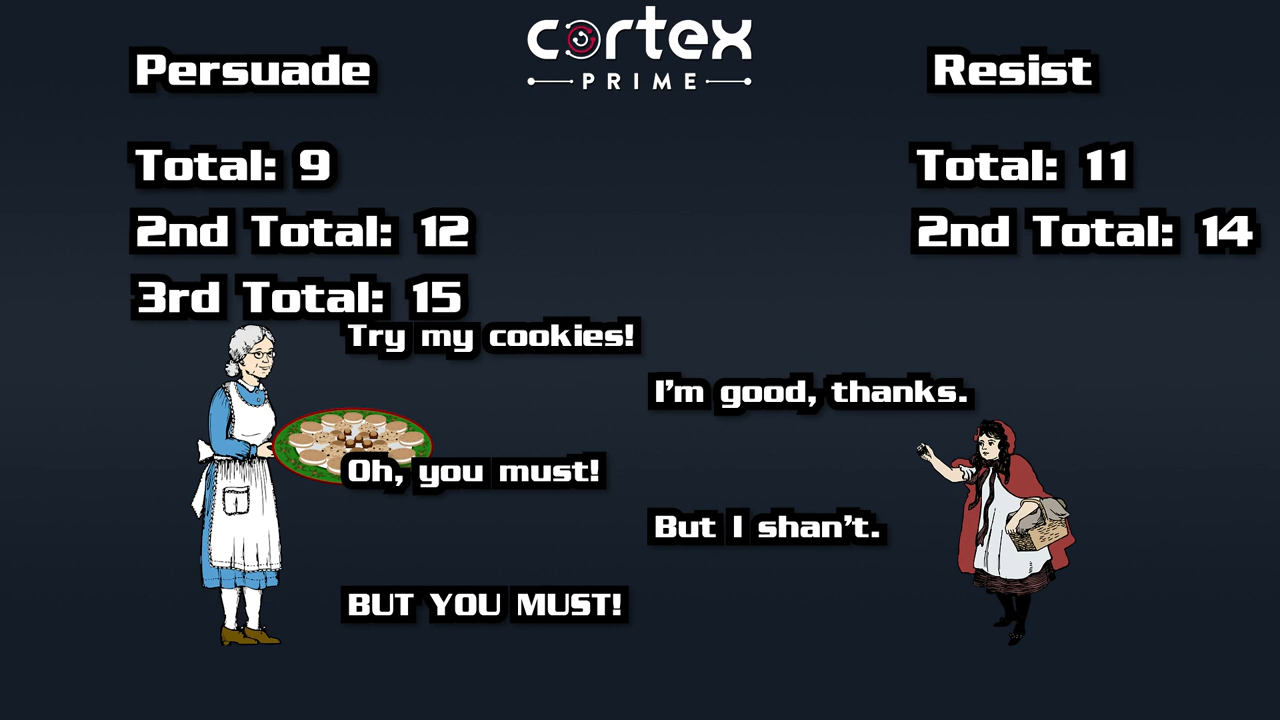 cortex
PRIME
Persuade
Resist
Total: 9
Total: 11
2nd Total: 12
2nd Total: 14
3rd Total: 15
Try my cookies!
I'm good, thanks.
Oh, you must!
But I shan't.
BUT YOU MUST!